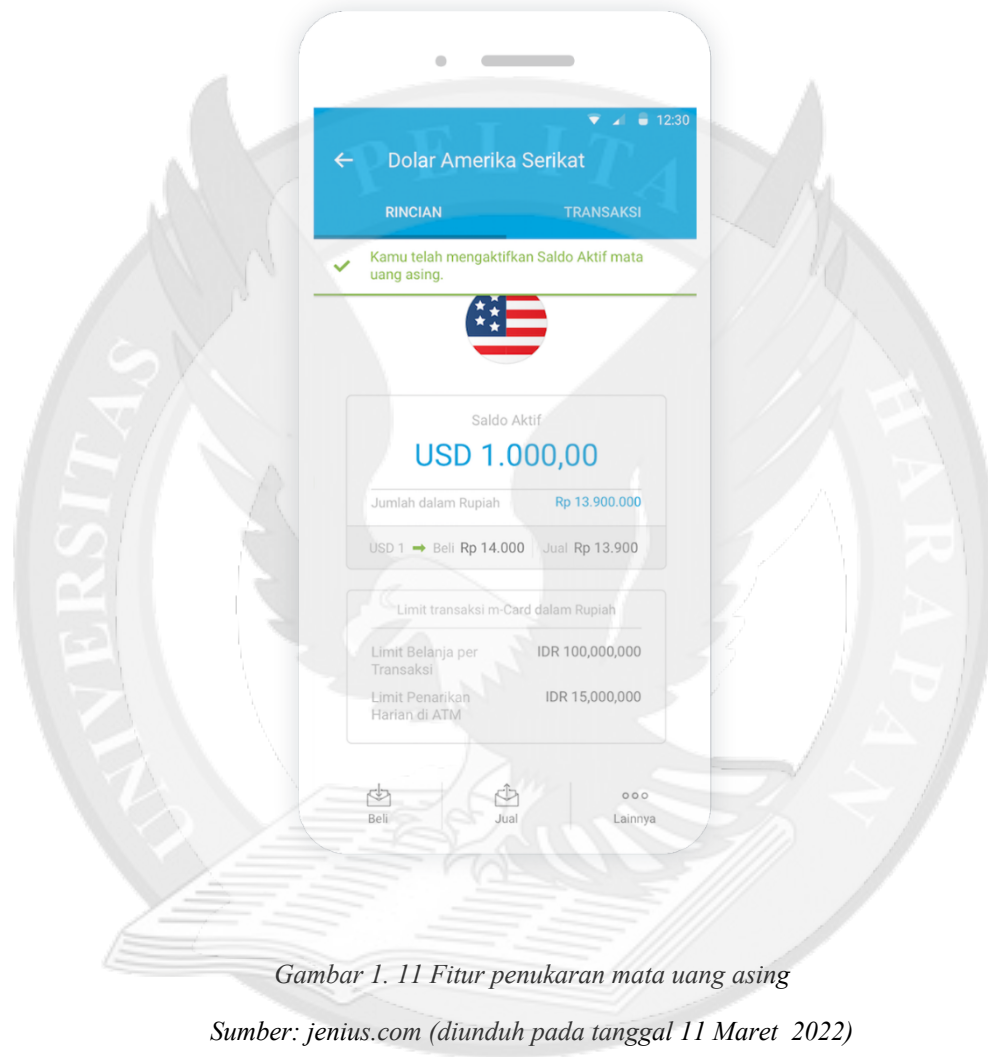 12:30
Dolar Amerika Serikat
RINCIAN TRANSAKSI
Kamu telah mengaktifkan Saldo Aktif mata
uang asing.
Saldo Aktif
USD 1.000,00
Jumlah dalam Rupiah Rp 13.900.000
USD 1 → Beli Rp 14.000 | Jual Rp 13.900
Limit transaksi m-Card dalam Rupiah
Limit Belanja per IDR 100,000,000
Transaksi
Limit Penarikan IDR 15,000,000
Harian di ATM
Beli Jual Lainnya
UNIVERSITAS PELITA HARAPAN
Gambar 1. 11 Fitur penukaran mata uang asing
Sumber: jenius.com (diunduh pada tanggal 11 Maret 2022)